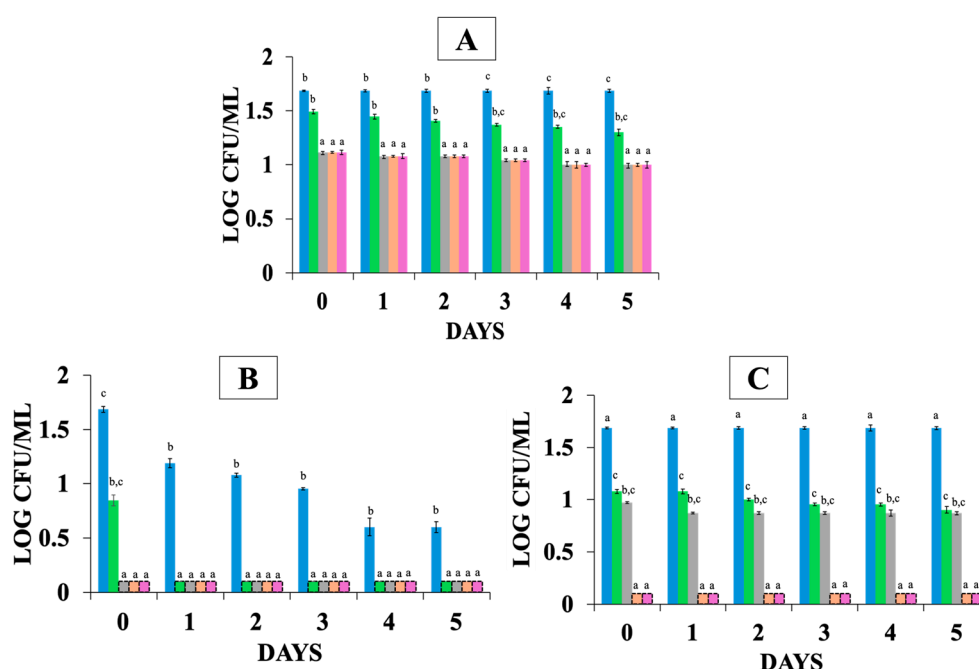 A
2
b b b c c c
1.5
b b b b,c b,c b,c
a a a a a a a a a a a a a a a a a a
1
0.5
0
LOG CFU/ML
0 1 2 3 4 5
DAYS
B
2
c
1.5
b b b b b
1
b,c
0.5
a a a a a a a a a a a a a a a a a a a a a a a
0
LOG CFU/ML
0 1 2 3 4 5
DAYS
C
2
a a a a a a
1.5
c c c c c c
b,c b,c b,c b,c b,c b,c
1
0.5
a a a a a a a a a a a a
0
LOG CFU/ML
0 1 2 3 4 5
DAYS